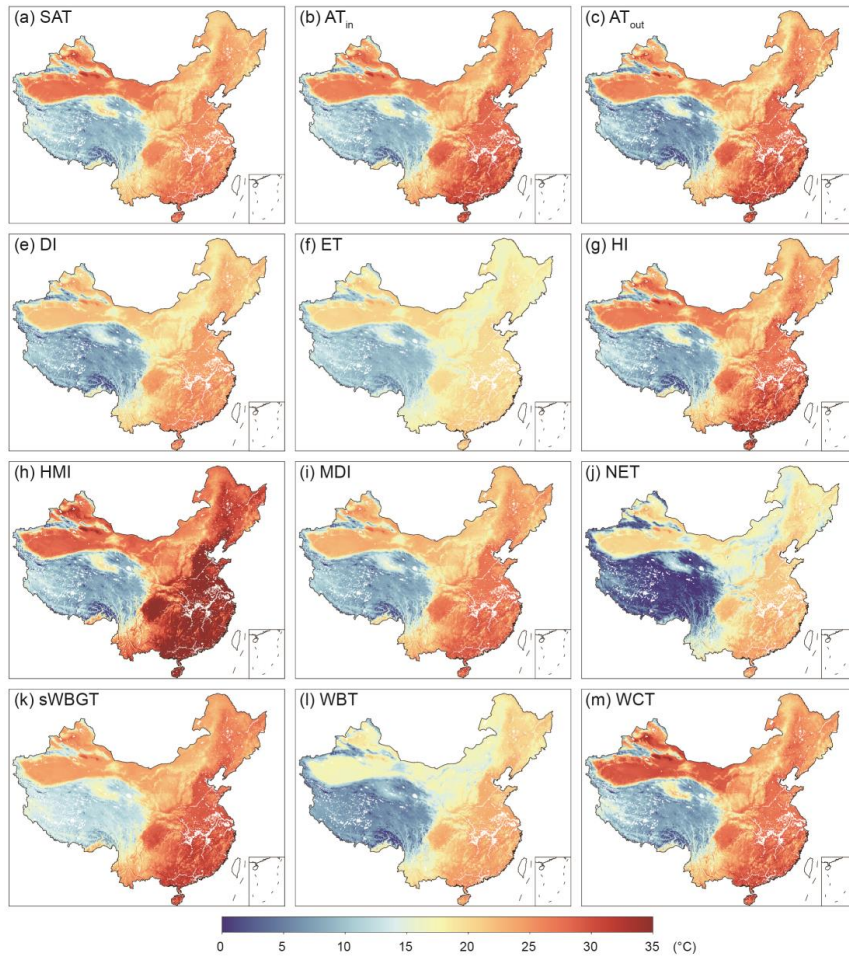 (a) SAT
(b) ATin
(c) ATout
(e) DI
(f) ET
(g) HI
(h) HMI
(i) MDI
(j) NET
(k) sWBGT
(l) WBT
(m) WCT
0 5 10 15 20 25 30 35 (°C)